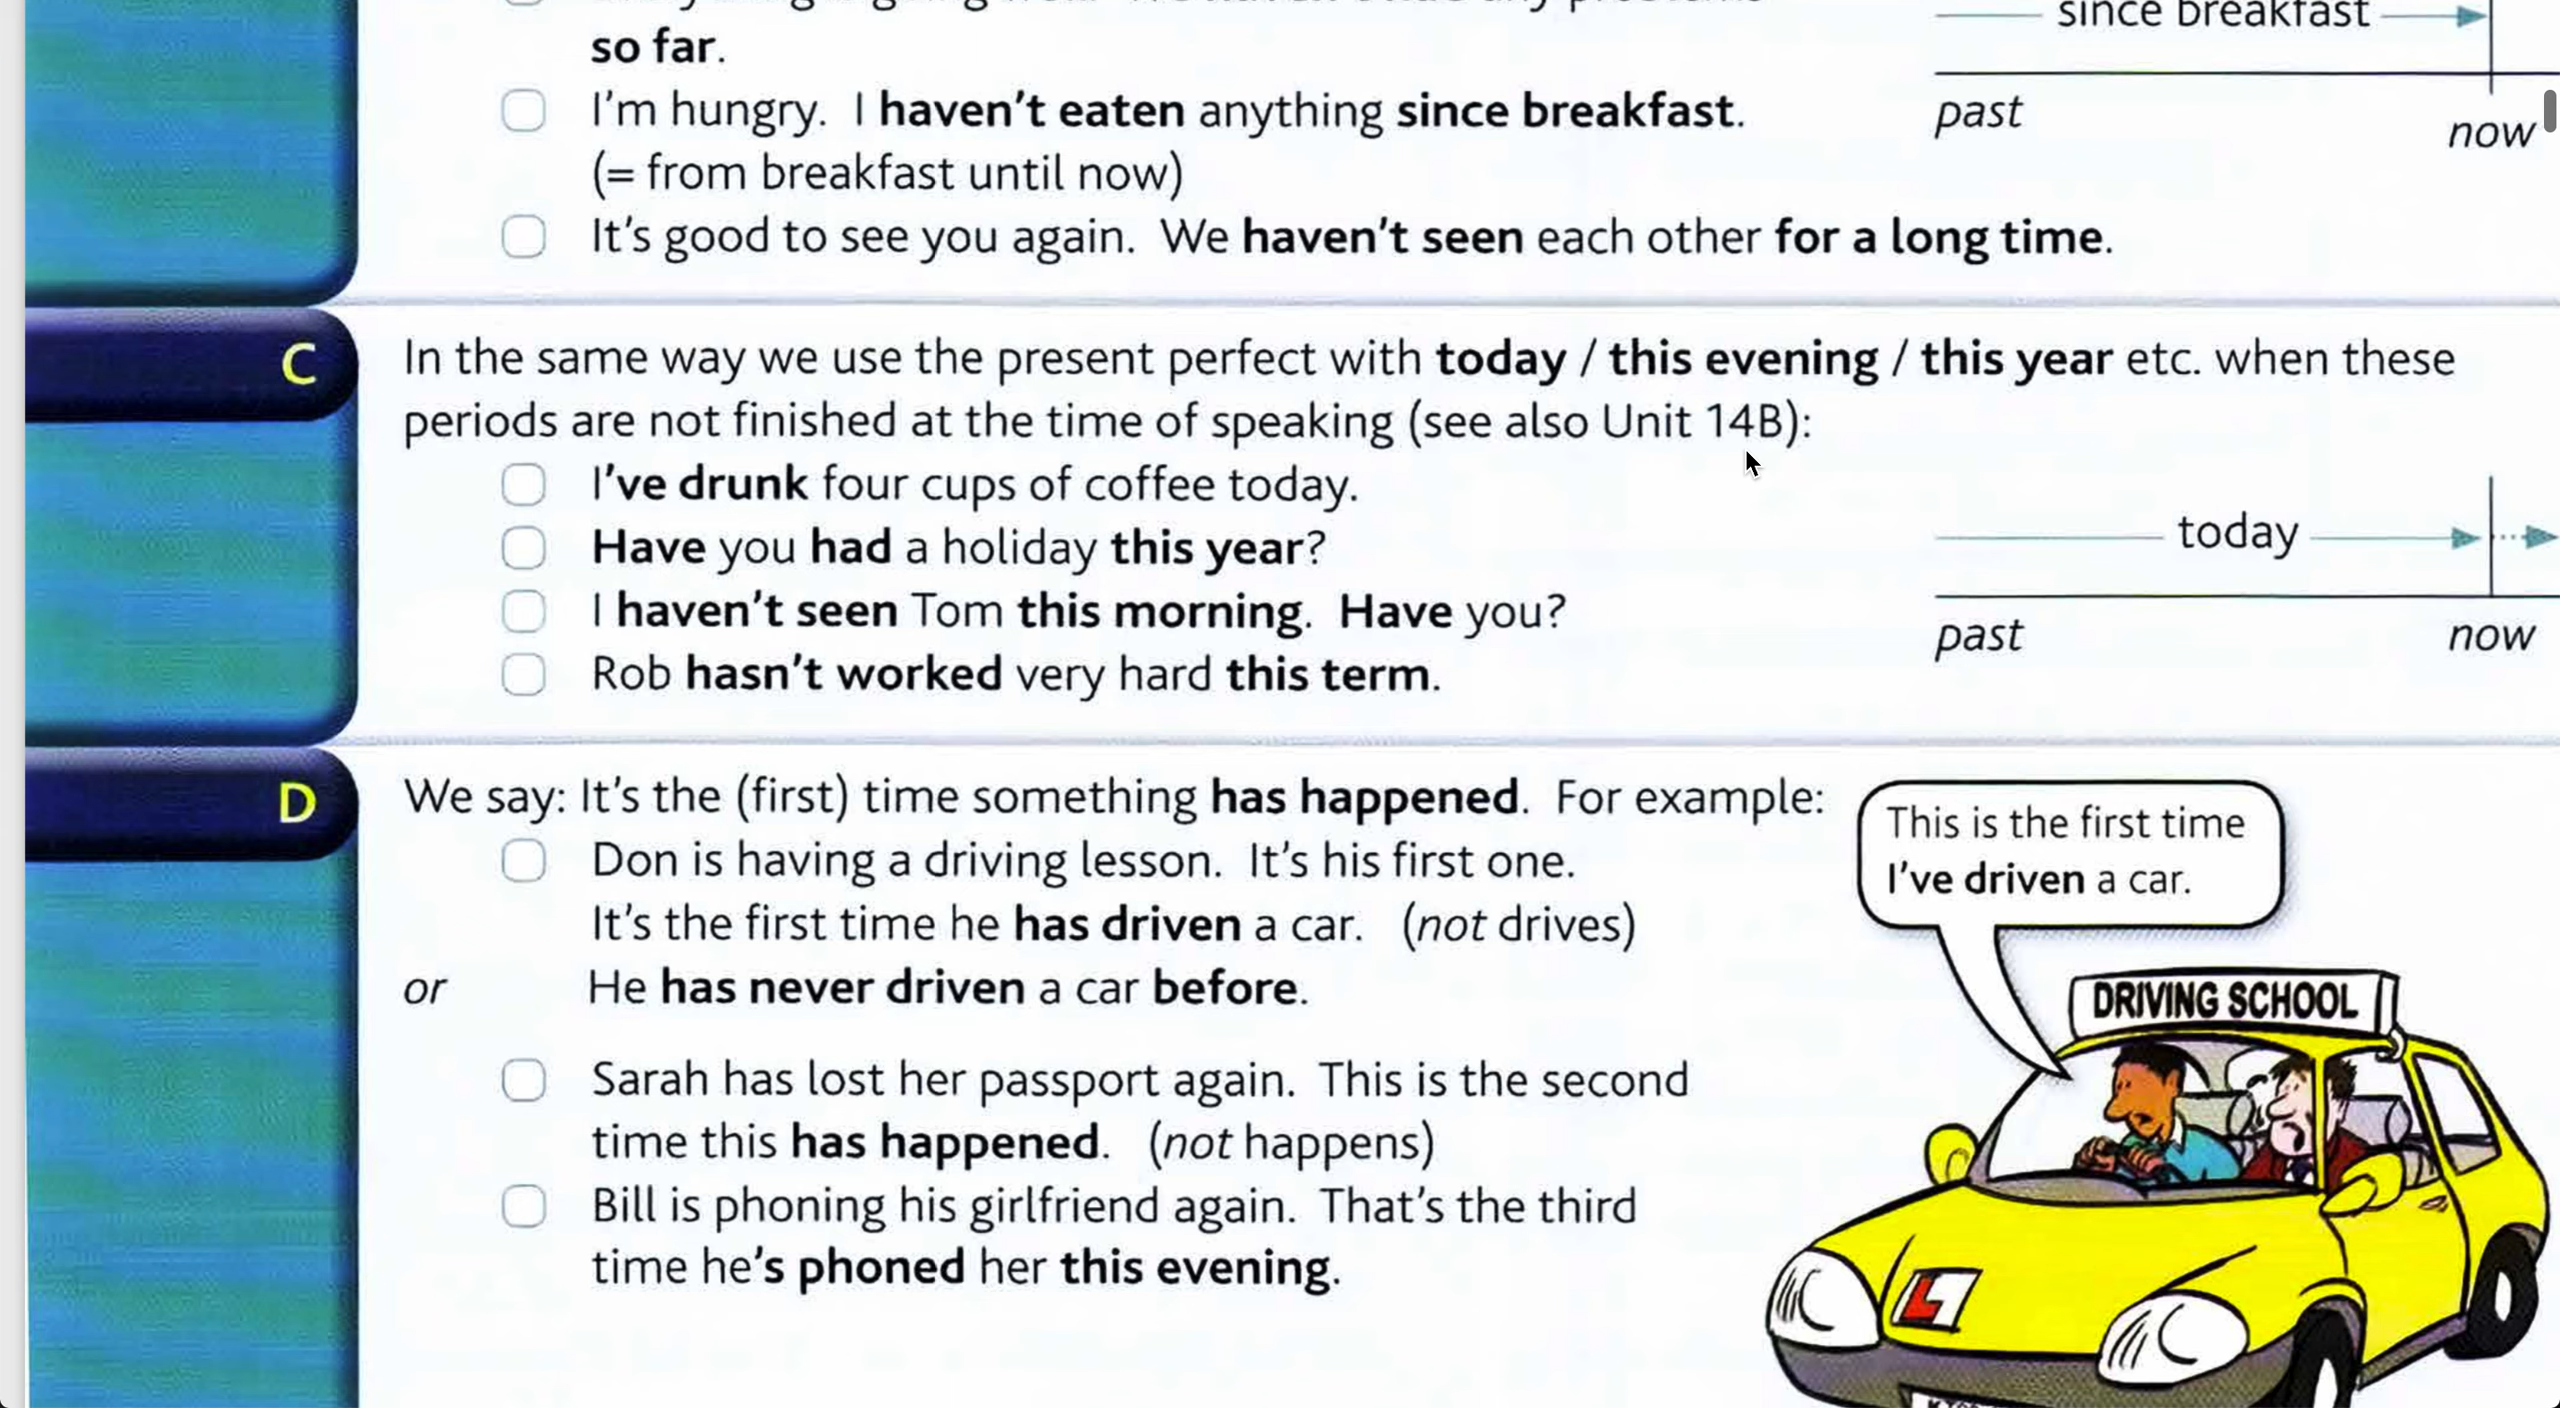 so far.
since breakfast
I'm hungry. I haven't eaten anything since breakfast.
(= from breakfast until now)
past
now
It's good to see you again. We haven't seen each other for a long time.
C
In the same way we use the present perfect with today / this evening / this year etc. when these
periods are not finished at the time of speaking (see also Unit 14B):
I've drunk four cups of coffee today.
Have you had a holiday this year?
I haven't seen Tom this morning. Have you?
Rob hasn't worked very hard this term.
today
past
now
D
We say: It's the (first) time something has happened. For example:
Don is having a driving lesson. It's his first one.
It's the first time he has driven a car. (not drives)
or He has never driven a car before.
Sarah has lost her passport again. This is the second
time this has happened. (not happens)
Bill is phoning his girlfriend again. That's the third
time he's phoned her this evening.
This is the first time
I've driven a car.
DRIVING SCHOOL
L